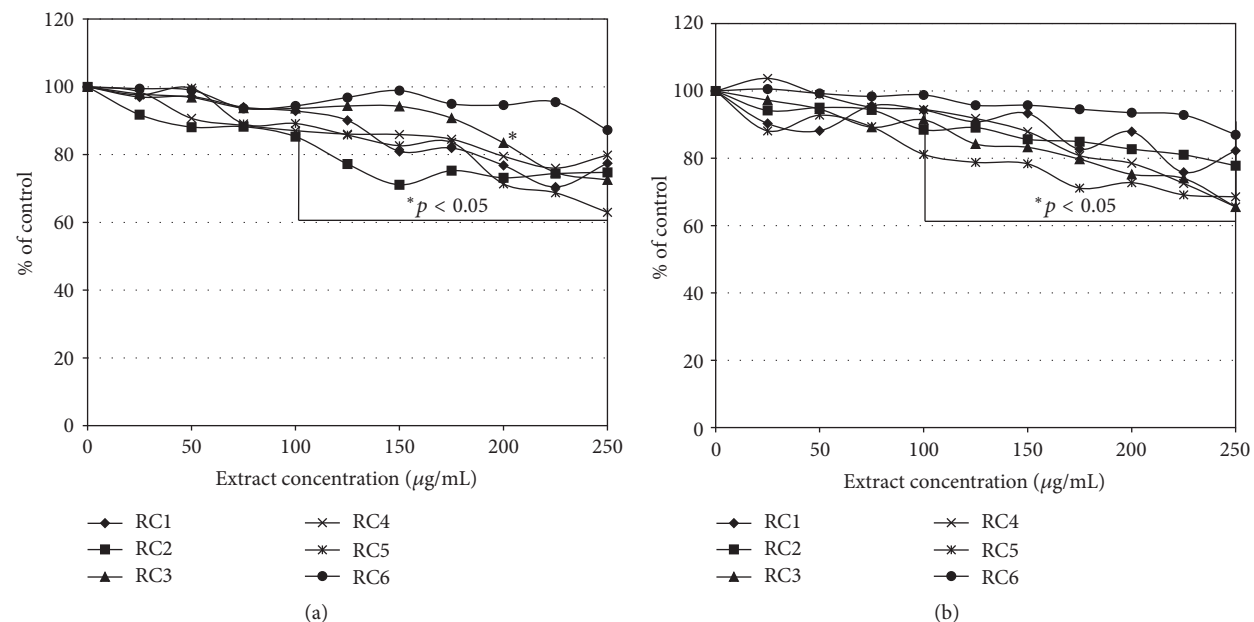 120
100
80
60
40
20
0
% of control
*
*p < 0.05
0 50 100 150 200 250
Extract concentration (μg/mL)
RC1 RC4
RC2 RC5
RC3 RC6
(a)
120
100
80
60
40
20
0
% of control
*p < 0.05
0 50 100 150 200 250
Extract concentration (μg/mL)
RC1 RC4
RC2 RC5
RC3 RC6
(b)